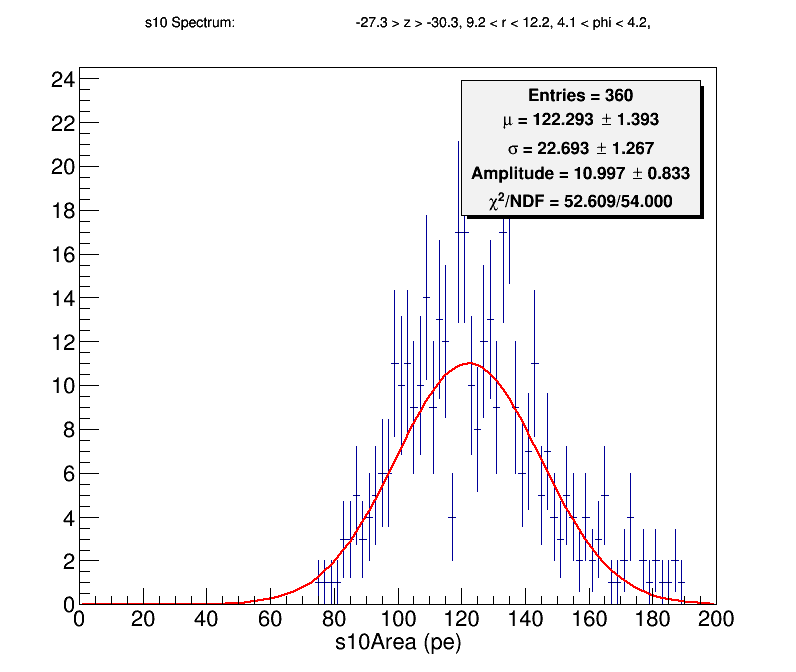 s10 Spectrum: -27.3 > z > -30.3, 9.2 < r < 12.2, 4.1 < phi < 4.2,
Entries = 360
μ = 122.293 ± 1.393
σ = 22.693 ± 1.267
Amplitude = 10.997 ± 0.833
χ²/NDF = 52.609/54.000
24
22
20
18
16
14
12
10
8
6
4
2
0
0 20 40 60 80 100 120 140 160 180 200
s10Area (pe)